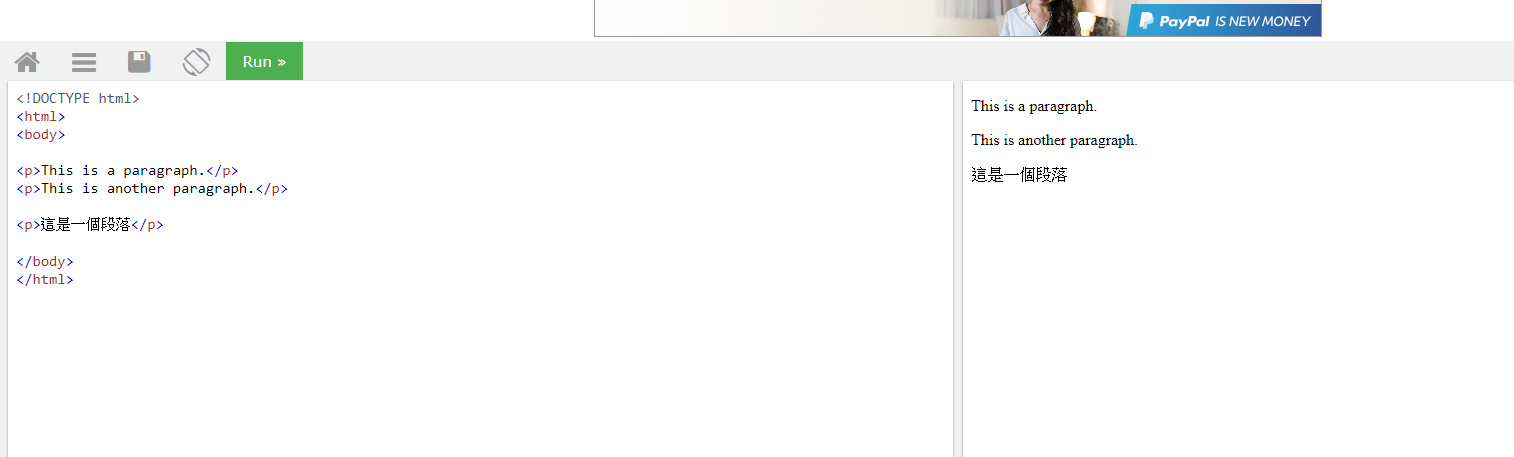 PayPal IS NEW MONEY
Run »
<!DOCTYPE html>
<html>
<body>
<p>This is a paragraph.</p>
<p>This is another paragraph.</p>
<p>這是一個段落</p>
</body>
</html>
This is a paragraph.
This is another paragraph.
這是一個段落